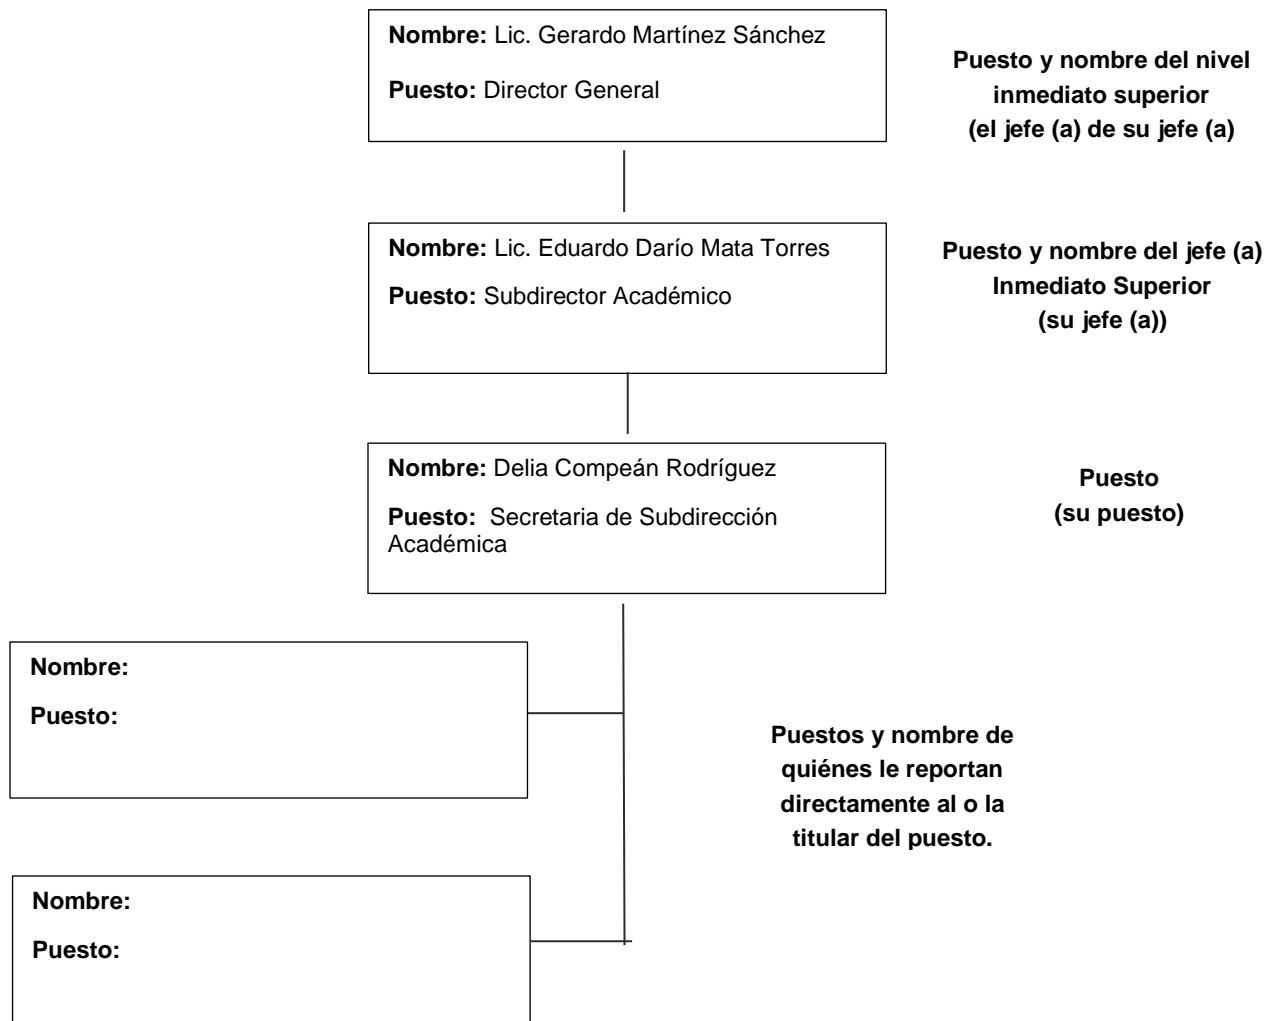 Nombre: Lic. Gerardo Martínez Sánchez
Puesto: Director General
Puesto y nombre del nivel
inmediato superior
(el jefe (a) de su jefe (a)
Nombre: Lic. Eduardo Darío Mata Torres
Puesto: Subdirector Académico
Puesto y nombre del jefe (a)
Inmediato Superior
(su jefe (a))
Nombre: Delia Compeán Rodríguez
Puesto: Secretaria de Subdirección
Académica
Puesto
(su puesto)
Nombre:
Puesto:
Puestos y nombre de
quiénes le reportan
directamente al o la
titular del puesto.
Nombre:
Puesto: